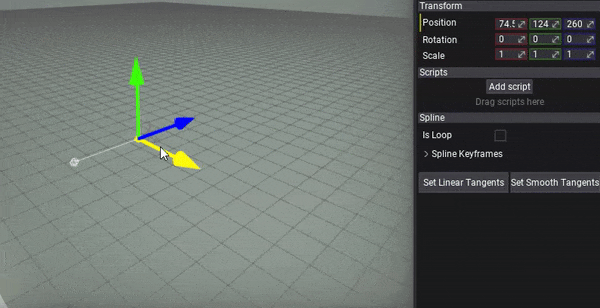 Transform
Position 74.5 124 260
Rotation 0 0 0
Scale 1 1 1
Scripts
Add script
Drag scripts here
Spline
Is Loop
> Spline Keyframes
Set Linear Tangents Set Smooth Tangents